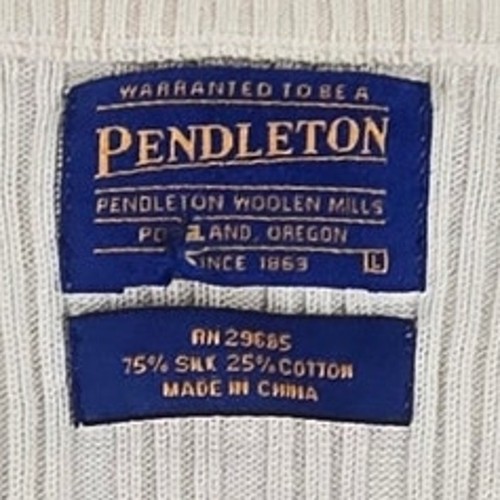 WARRANTED TO BE A
PENDLETON
PENDLETON WOOLEN MILLS
AND, OREGON
SINCE 1863
L
RN 29685
75% SILK 25% COTTON
MADE IN CHINA